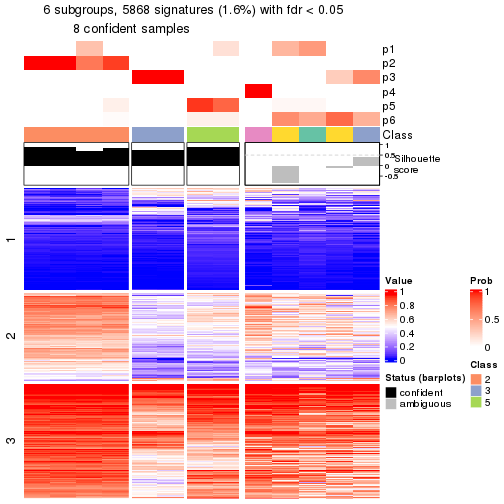 6 subgroups, 5868 signatures (1.6%) with fdr < 0.05
8 confident samples
p1
p2
p3
p4
p5
p6
Class
1
0.5
0
-0.5
Silhouette
score
1
2
3
Value
1
0.8
0.6
0.4
0.2
0
Status (barplots)
confident
ambiguous
Prob
1
0.5
0
Class
2
3
5